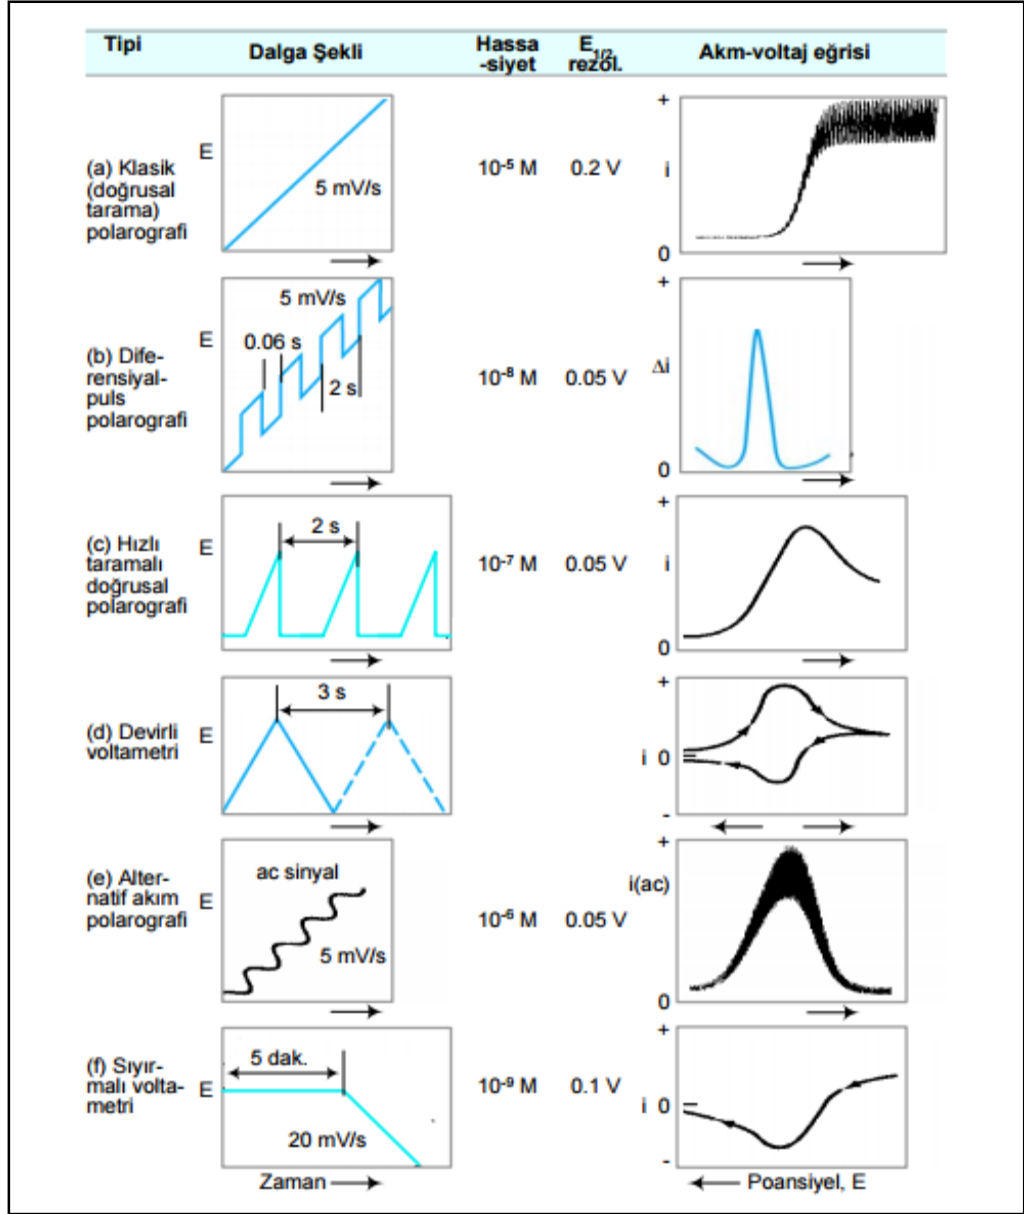 Tipi
Dalga Şekli
Hassa
-siyet
E1/2
rezöl.
Akm-voltaj eğrisi
(a) Klasik
(doğrusal
tarama)
polarografi
E
5 mV/s
10-5 M
0.2 V
+
i
0
(b) Dife-
rensiyal-
puls
polarografi
E
5 mV/s
0.06 s
2 s
10-8 M
0.05 V
+
Δi
0
(c) Hızlı
taramalı
doğrusal
polarografi
E
2 s
10-7 M
0.05 V
+
i
0
(d) Devirli
voltametri
E
3 s
+
i 0
-
(e) Alter-
natif akım
polarografi
E
ac sinyal
5 mV/s
10-6 M
0.05 V
+
i(ac)
0
(f) Sıyır-
malı volta-
metri
E
5 dak.
20 mV/s
10-9 M
0.1 V
+
i 0
-
Zaman
Poansiyel, E